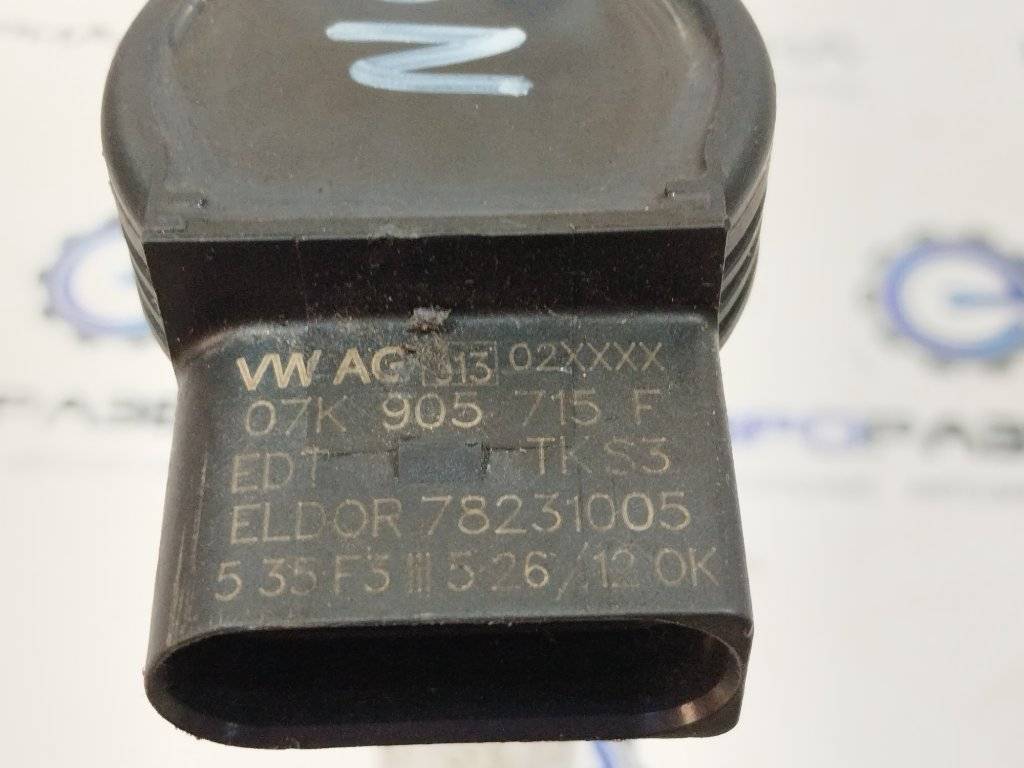 VW AG 313 02XXXX
07K 905 715 F
EDT TK S3
ELDOR 78231005
5 35 F3 III 5 26/12 OK